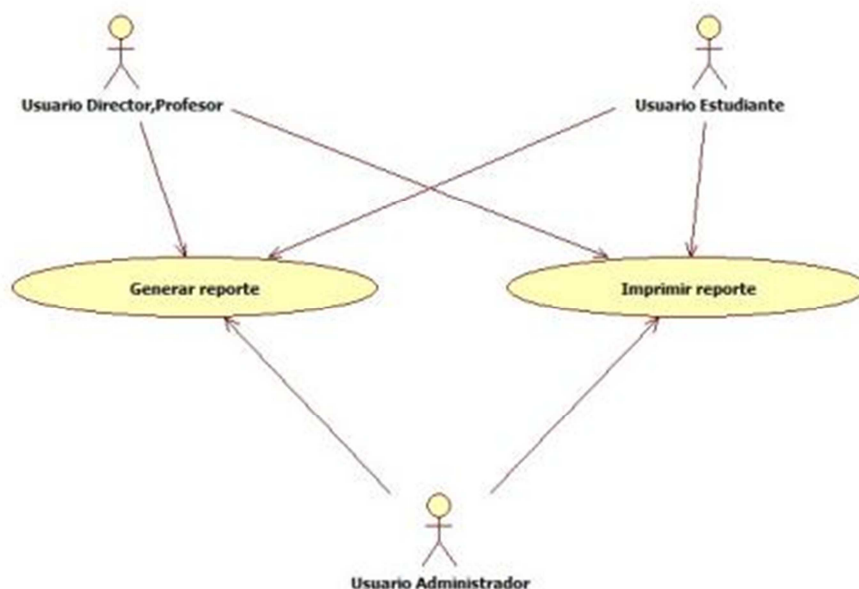 Usuario Director,Profesor
Usuario Estudiante
Generar reporte
Imprimir reporte
Usuario Administrador